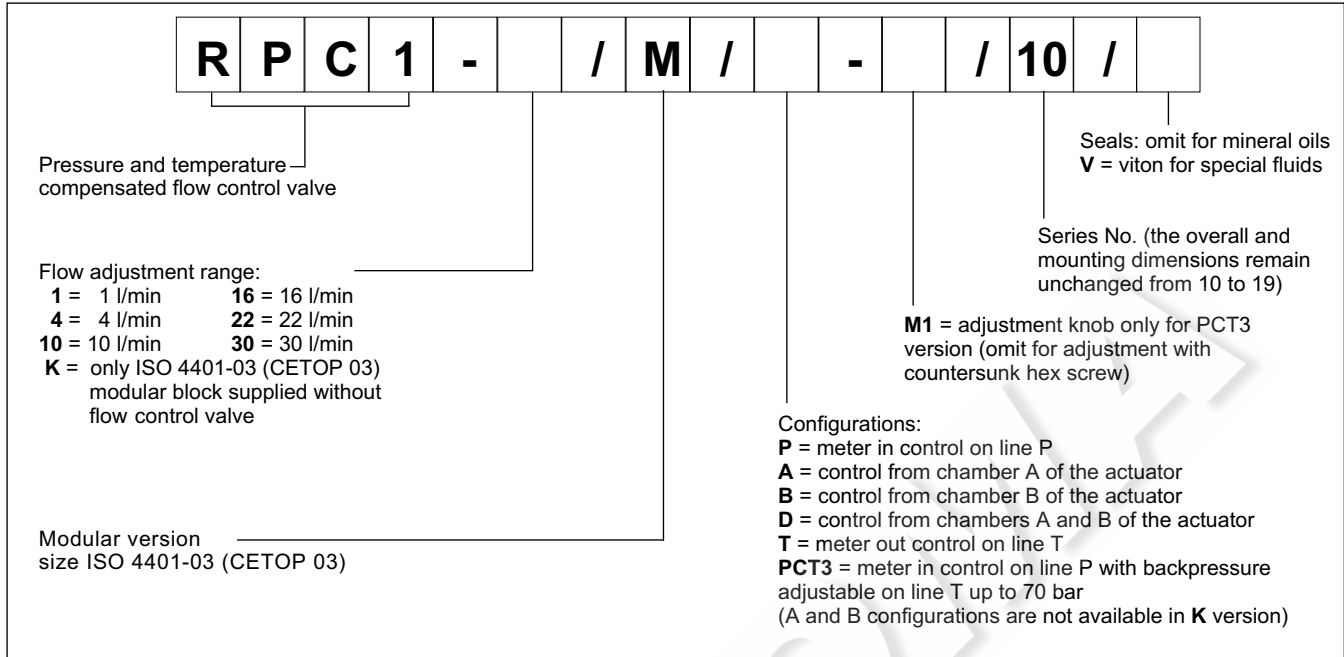 R P C 1 - / M / - / 10 /
Pressure and temperature
compensated flow control valve
Flow adjustment range:
1 = 1 l/min 16 = 16 l/min
4 = 4 l/min 22 = 22 l/min
10 = 10 l/min 30 = 30 l/min
K = only ISO 4401-03 (CETOP 03)
modular block supplied without
flow control valve
Modular version
size ISO 4401-03 (CETOP 03)
Seals: omit for mineral oils
V = viton for special fluids
Series No. (the overall and
mounting dimensions remain
unchanged from 10 to 19)
M1 = adjustment knob only for PCT3
version (omit for adjustment with
countersunk hex screw)
Configurations:
P = meter in control on line P
A = control from chamber A of the actuator
B = control from chamber B of the actuator
D = control from chambers A and B of the actuator
T = meter out control on line T
PCT3 = meter in control on line P with backpressure
adjustable on line T up to 70 bar
(A and B configurations are not available in K version)